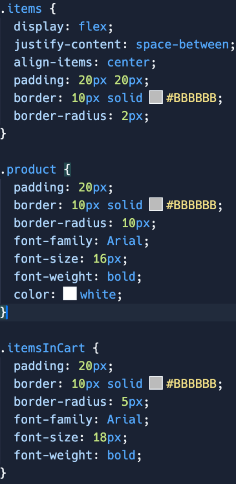 .items {
  display: flex;
  justify-content: space-between;
  align-items: center;
  padding: 20px 20px;
  border: 10px solid #BBBBBB;
  border-radius: 2px;
}

.product {
  padding: 20px;
  border: 10px solid #BBBBBB;
  border-radius: 10px;
  font-family: Arial;
  font-size: 16px;
  font-weight: bold;
  color: white;
}

.itemsInCart {
  padding: 20px;
  border: 10px solid #BBBBBB;
  border-radius: 5px;
  font-family: Arial;
  font-size: 18px;
  font-weight: bold;
}